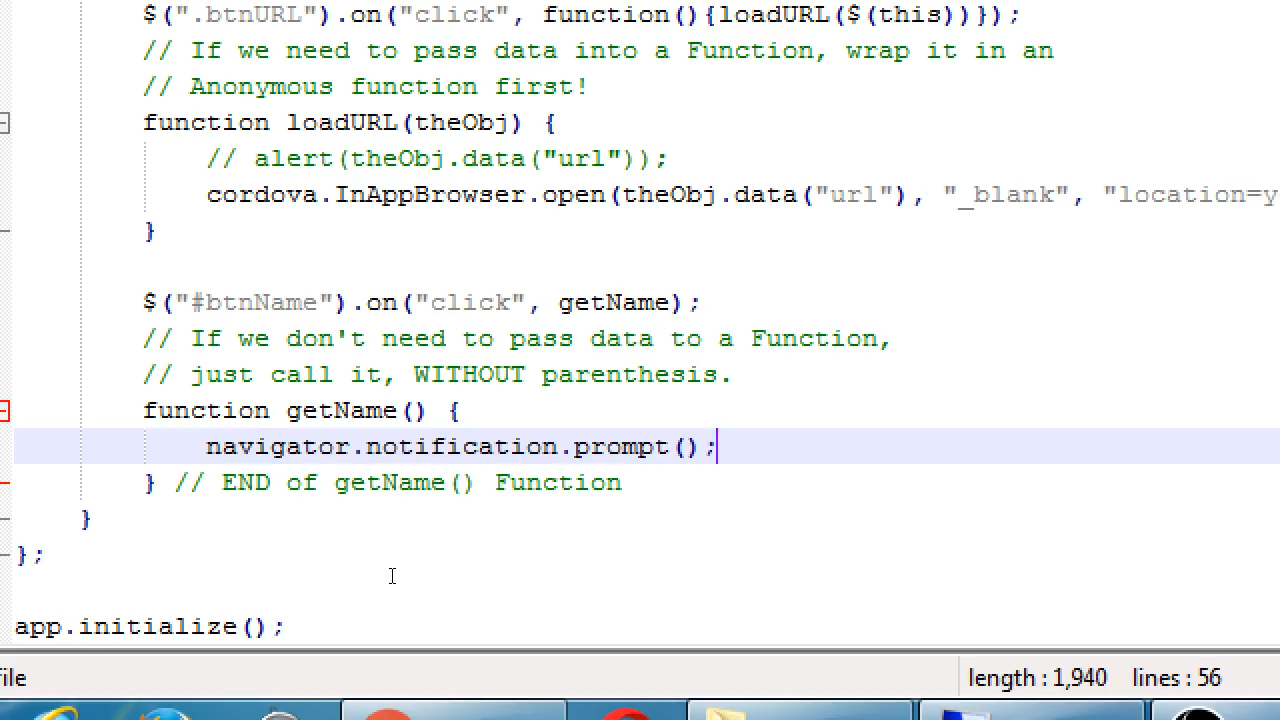 $(".btnURL").on("click", function(){loadURL($(this))});
// If we need to pass data into a Function, wrap it in an
// Anonymous function first!
function loadURL(theObj) {
// alert(theObj.data("url"));
cordova.InAppBrowser.open(theObj.data("url"), "_blank", "location=y
}
$("#btnName").on("click", getName);
// If we don't need to pass data to a Function,
// just call it, WITHOUT parenthesis.
function getName() {
navigator.notification.prompt();
} // END of getName() Function
}
};
app.initialize();
file length : 1,940 lines : 56